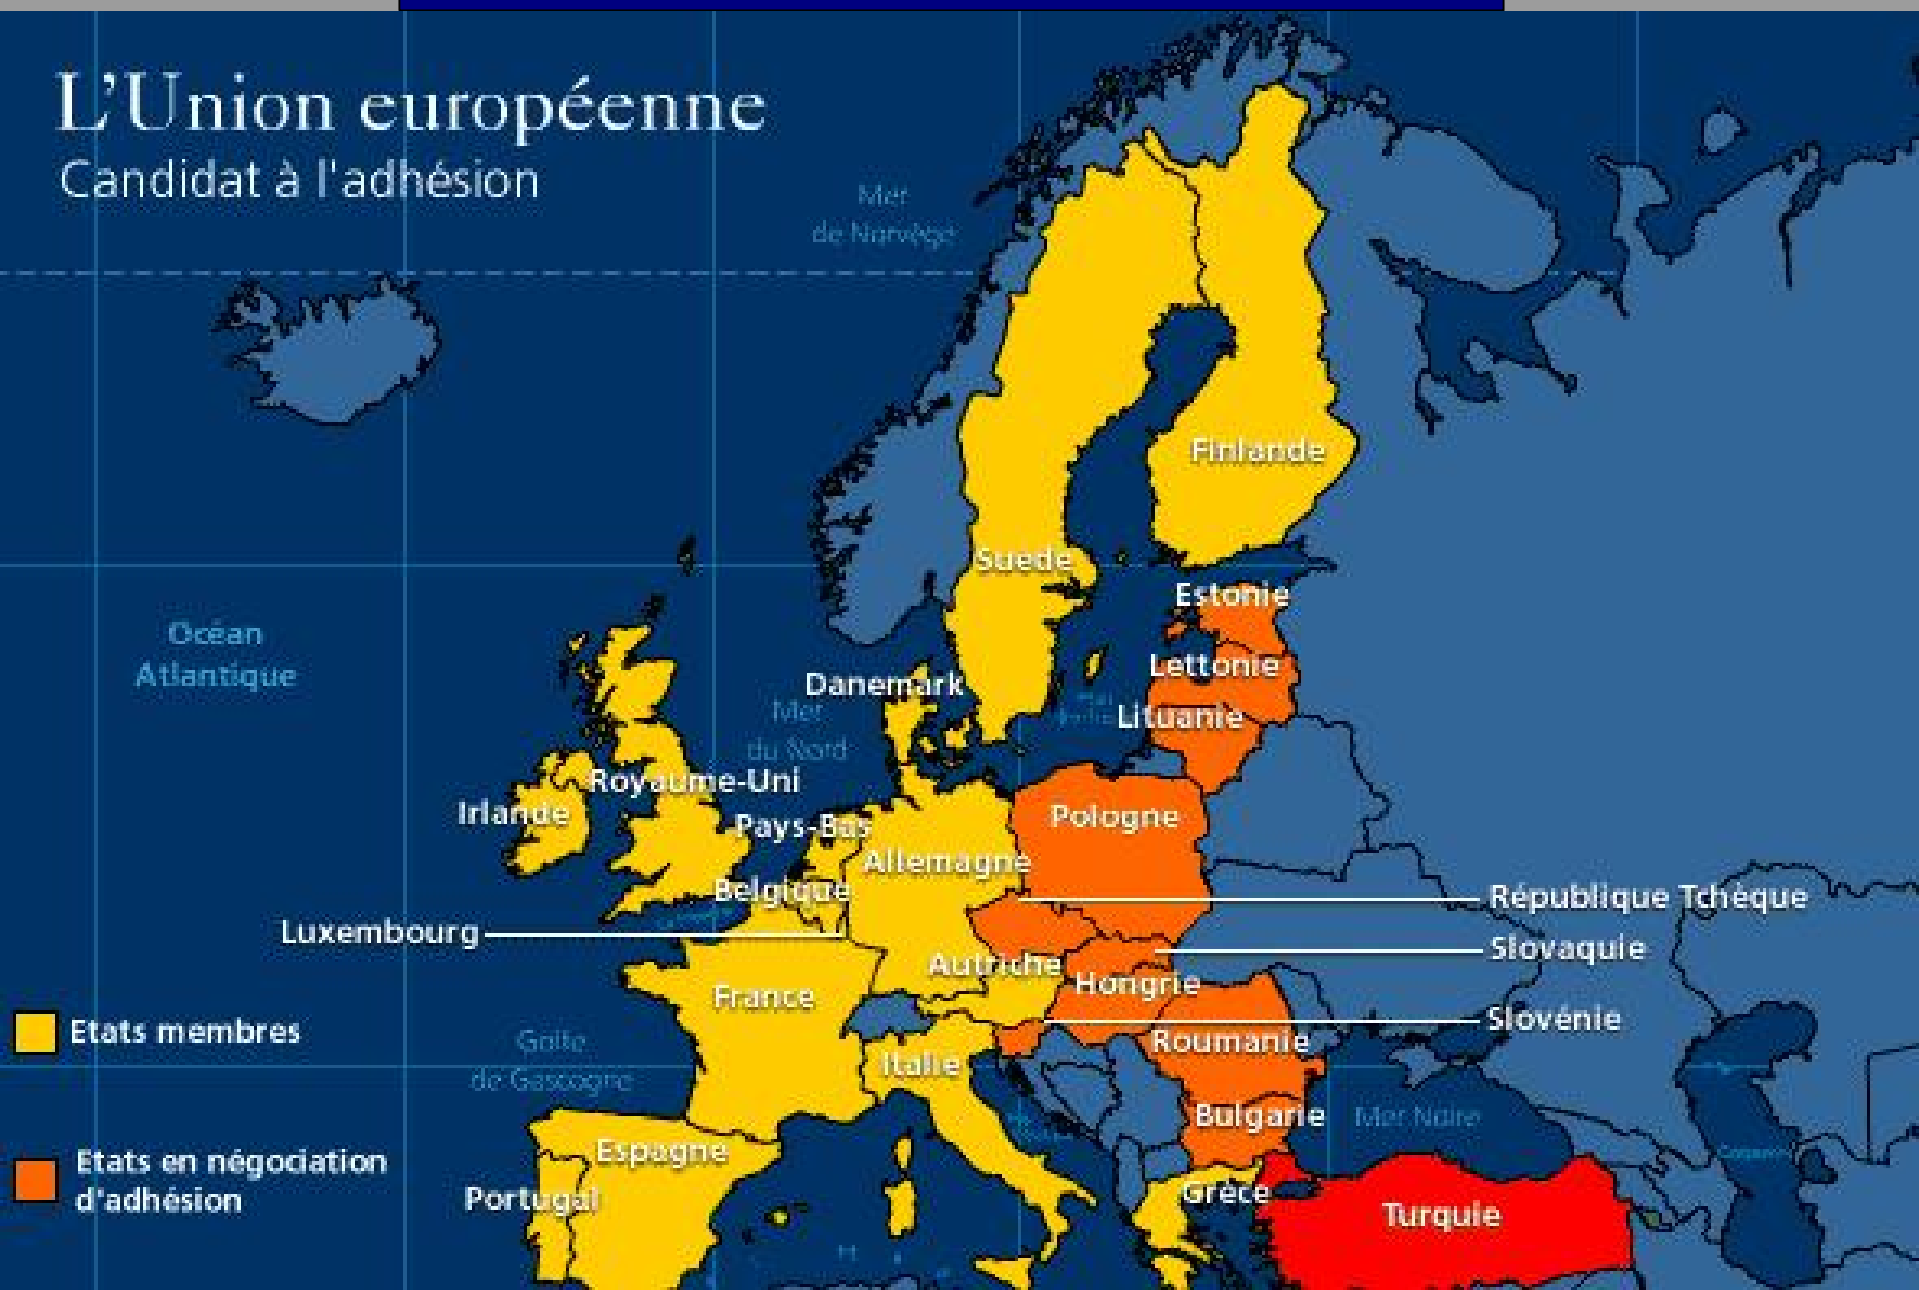 L'Union européenne
Candidat à l'adhésion
Mer
de Norvège
Finlande
Suede
Estonie
Océan
Atlantique
Lettonie
Danemark
Mer
du Nord
Lituanie
Royaume-Uni
Irlande
Pays-Bas
Pologne
Allemagne
Belgique
République Tchèque
Luxembourg
Slovaquie
Autriche
Hongrie
France
Slovénie
Etats membres
Golfe
de Gascogne
Roumanie
Italie
Bulgarie
Mer Noire
Espagne
Etats en négociation
d'adhésion
Portugal
Grèce
Turquie